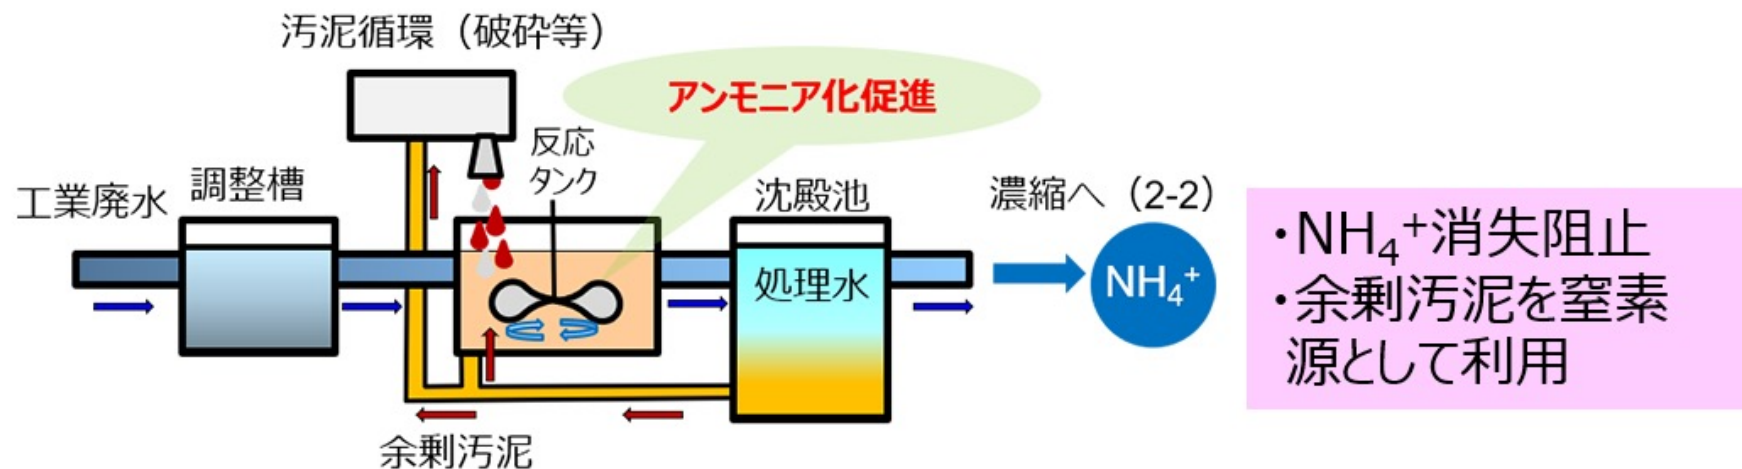 汚泥循環（破砕等）
アンモニア化促進
反応
タンク
工業廃水
調整槽
沈殿池
濃縮へ（2-2）
処理水
NH₄⁺
・NH₄⁺消失阻止
・余剰汚泥を窒素
源として利用
余剰汚泥